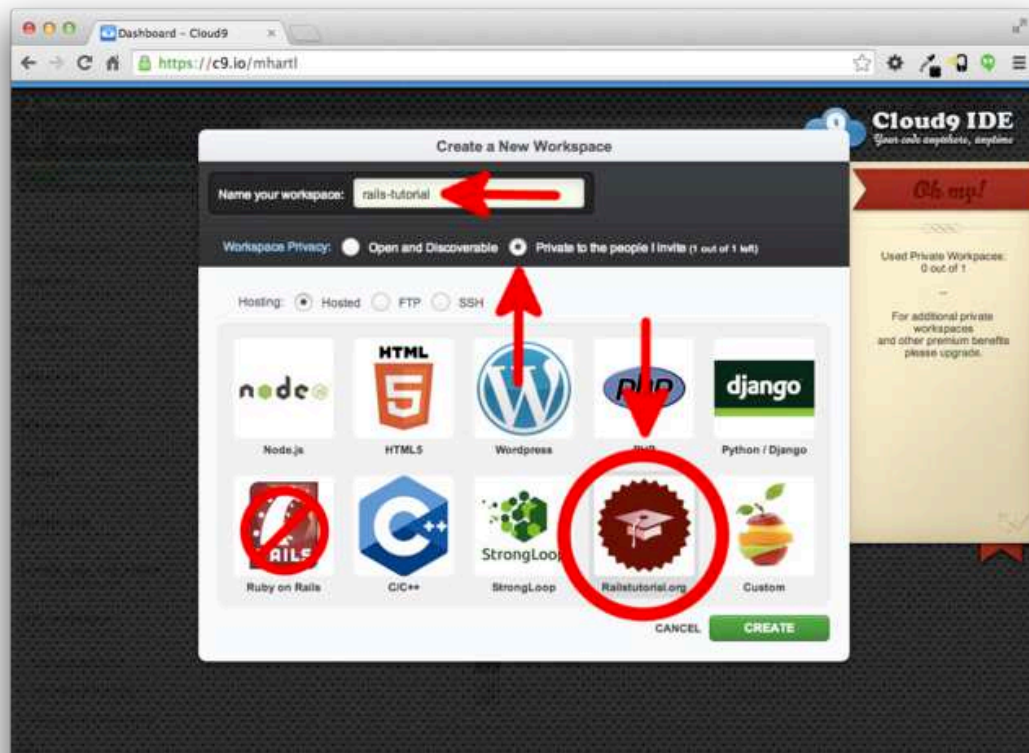 Dashboard - Cloud9
https://c9.io/mhartl
Cloud9 IDE
Your code anywhere, anytime
Create a New Workspace
Name your workspace: rails-tutorial
Workspace Privacy: Open and Discoverable Private to the people I invite (1 out of 1 left)
Oh my!
Used Private Workspaces:
0 out of 1
–
For additional private
workspaces
and other premium benefits
please upgrade.
Hosting: Hosted FTP SSH
node
HTML
5
W
php
django
Node.js HTML5 Wordpress PHP Python / Django
RAILS
C++
StrongLoop
Ruby on Rails C/C++ StrongLoop Railstutorial.org Custom
CANCEL CREATE